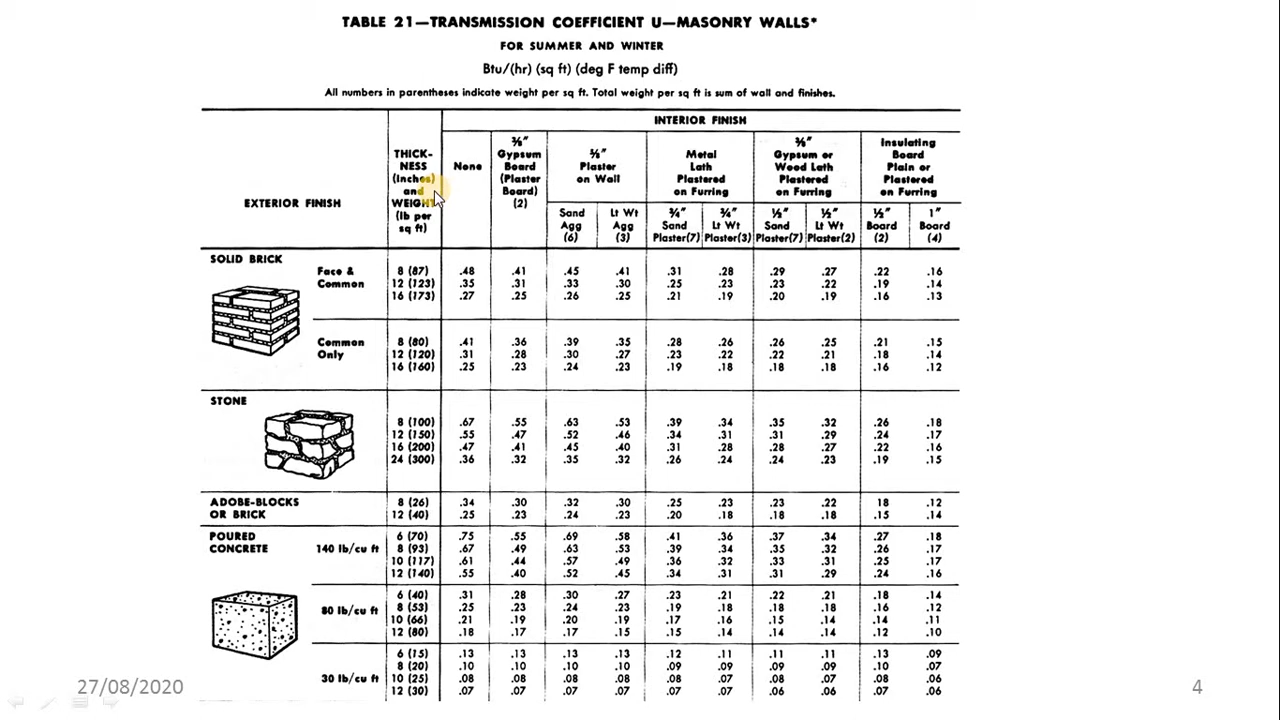 TABLE 21—TRANSMISSION COEFFICIENT U—MASONRY WALLS*
FOR SUMMER AND WINTER
Btu/(hr) (sq ft) (deg F temp diff)
All numbers in parentheses indicate weight per sq ft. Total weight per sq ft is sum of wall and finishes.
EXTERIOR FINISH
THICK-
NESS
(Inches)
and
WEIGHT
(lb per
sq ft)
INTERIOR FINISH
None
⅜"
Gypsum
Board
(Plaster
Board)
(2)
⅝"
Plaster
on Wall
Metal
Lath
Plastered
on Furring
⅜"
Gypsum or
Wood Lath
Plastered
on Furring
Insulating
Board
Plain or
Plastered
on Furring
Sand
Agg
(6)
Lt Wt
Agg
(3)
¾"
Sand
Plaster(7)
¾"
Lt Wt
Plaster(3)
½"
Sand
Plaster(7)
½"
Lt Wt
Plaster(2)
½"
Board
(2)
1"
Board
(4)
SOLID BRICK
Face &
Common
8 (87) .48 .41 .45 .41 .31 .28 .29 .27 .22 .16
12 (123) .35 .31 .33 .30 .25 .23 .23 .22 .19 .14
16 (173) .27 .25 .26 .25 .21 .19 .20 .19 .16 .13
Common
Only
8 (80) .41 .36 .39 .35 .28 .26 .26 .25 .21 .15
12 (120) .31 .28 .30 .27 .23 .22 .22 .21 .18 .14
16 (160) .25 .23 .24 .23 .19 .18 .18 .18 .16 .12
STONE
8 (100) .67 .55 .63 .53 .39 .34 .35 .32 .26 .18
12 (150) .55 .47 .52 .46 .34 .31 .31 .29 .24 .17
16 (200) .47 .41 .45 .40 .31 .28 .28 .27 .22 .16
24 (300) .36 .32 .35 .32 .26 .24 .24 .23 .19 .15
ADOBE-BLOCKS
OR BRICK
8 (26) .34 .30 .32 .30 .25 .23 .23 .22 18 .12
12 (40) .25 .23 .24 .23 .20 .18 .18 .18 .15 .14
POURED
CONCRETE
140 lb/cu ft
6 (70) .75 .55 .69 .58 .41 .36 .37 .34 .27 .18
8 (93) .67 .49 .63 .53 .39 .34 .35 .32 .26 .17
10 (117) .61 .44 .57 .49 .36 .32 .33 .31 .25 .17
12 (140) .55 .40 .52 .45 .34 .31 .31 .29 .24 .16
80 lb/cu ft
6 (40) .31 .28 .30 .27 .23 .21 .22 .21 .18 .14
8 (53) .25 .23 .24 .23 .19 .18 .18 .18 .16 .12
10 (66) .21 .19 .20 .19 .17 .16 .15 .14 .14 .11
12 (80) .18 .17 .17 .15 .15 .14 .14 .14 .12 .10
30 lb/cu ft
6 (15) .13 .13 .13 .13 .12 .11 .11 .11 .13 .09
8 (20) .10 .10 .10 .10 .09 .09 .09 .09 .10 .07
10 (25) .08 .08 .08 .08 .08 .07 .08 .07 .08 .06
12 (30) .07 .07 .07 .07 .07 .07 .06 .06 .07 .06
27/08/2020
4